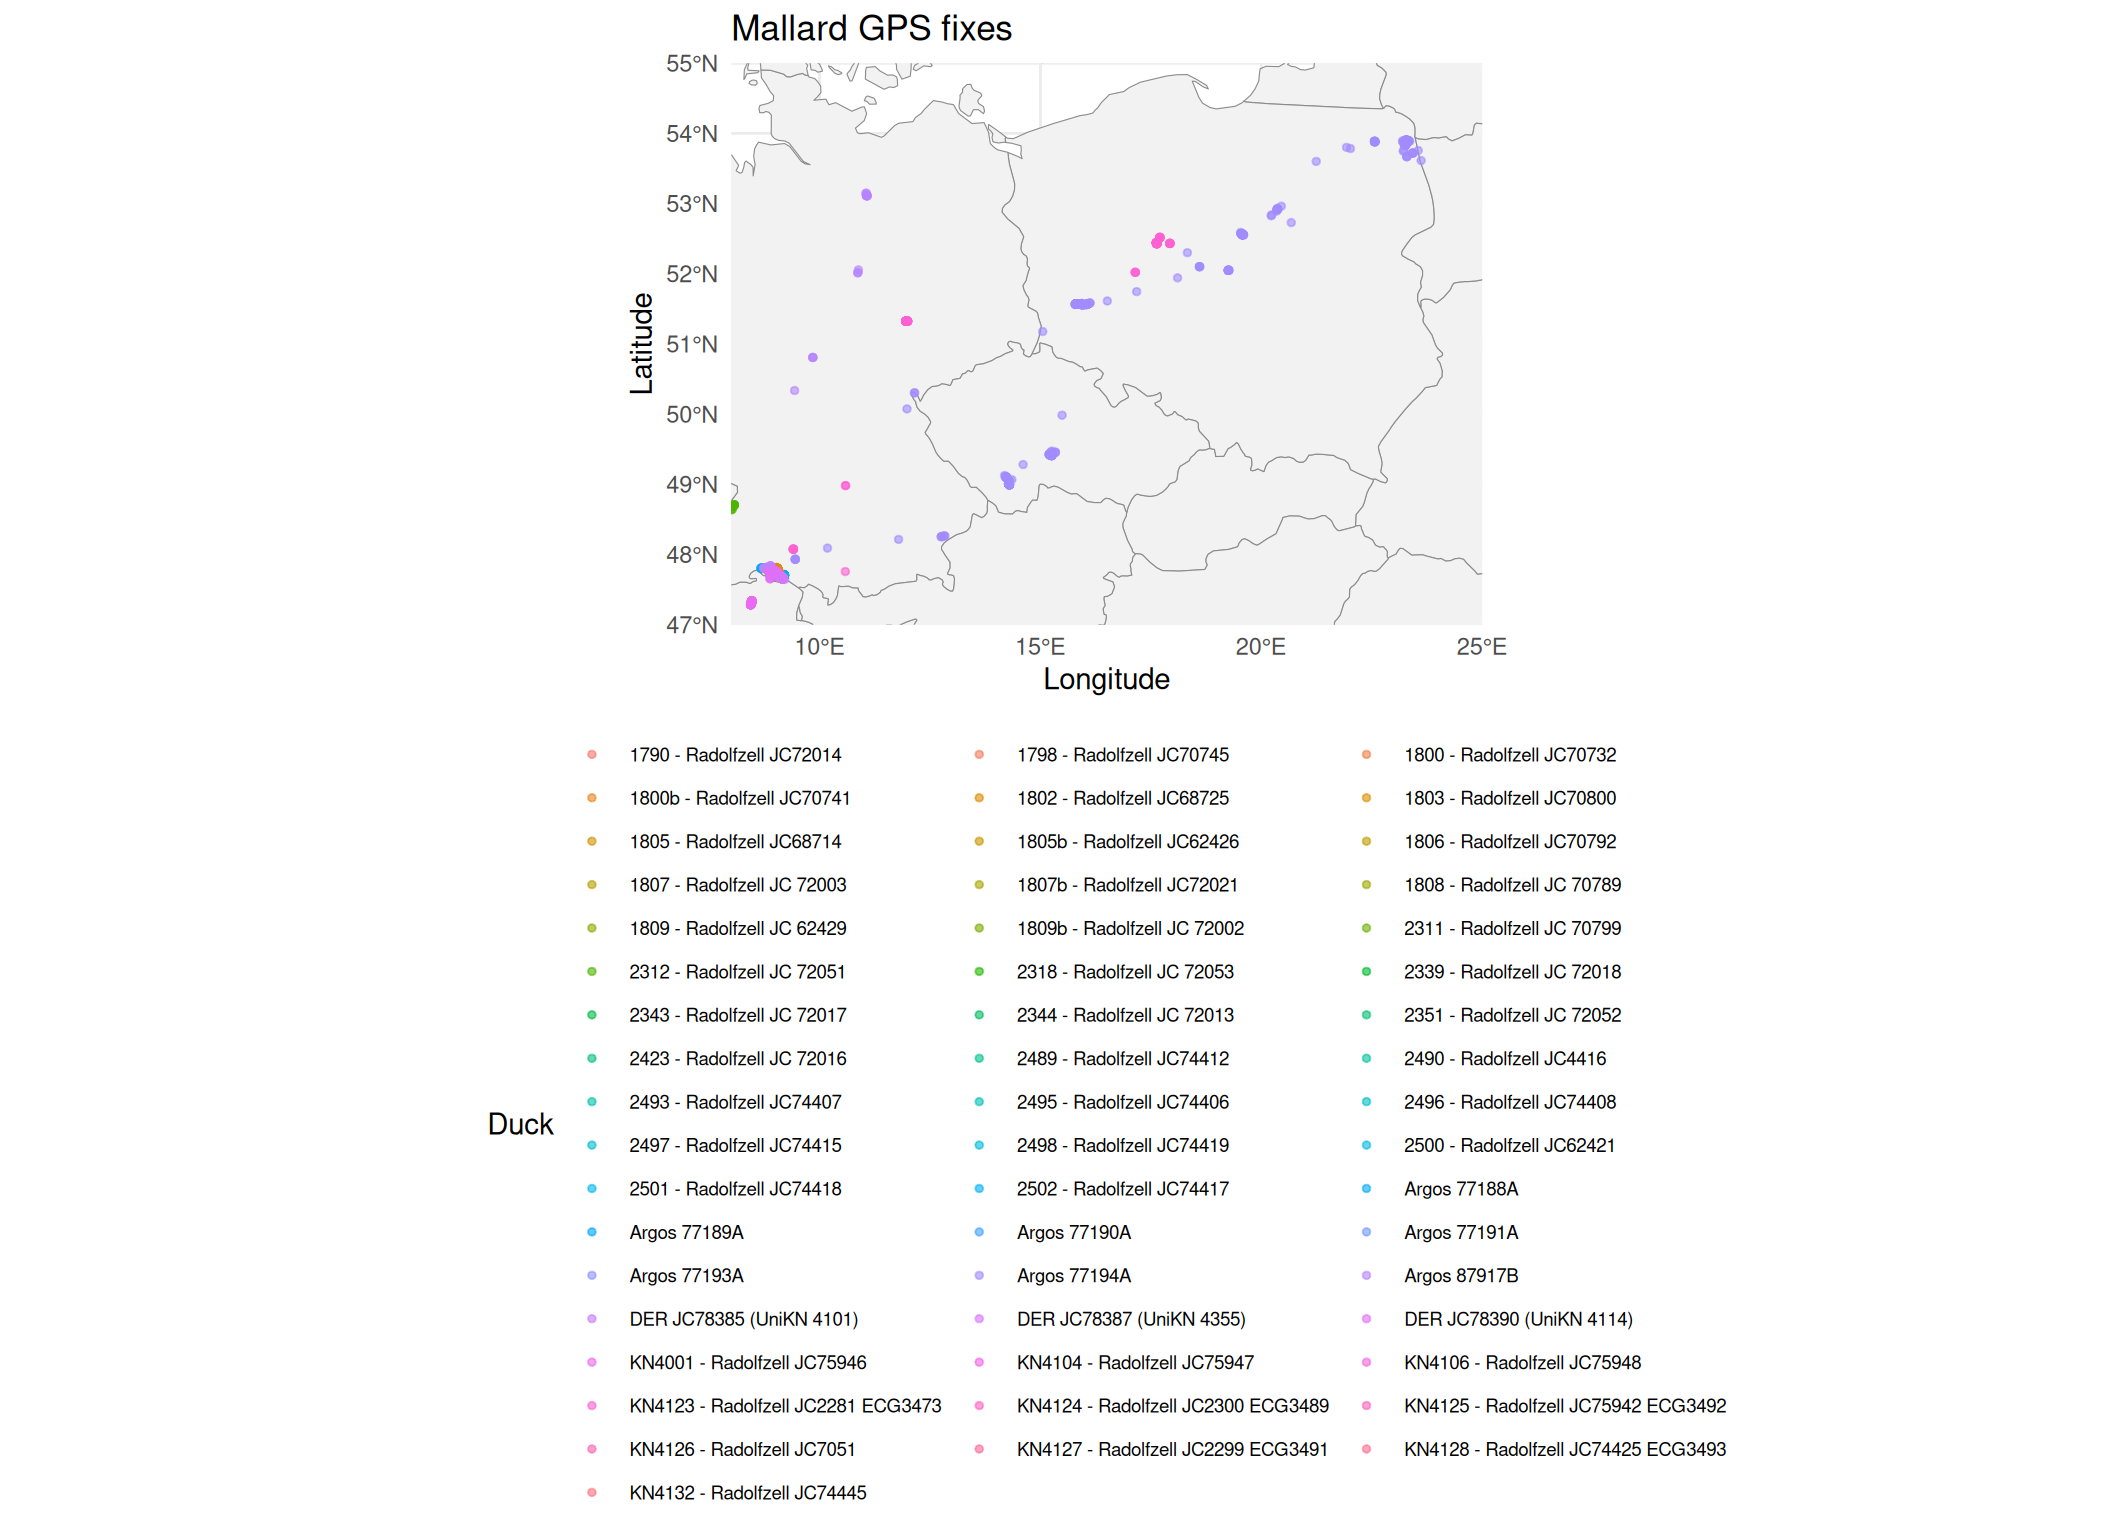 Mallard GPS fixes
55°N
54°N
53°N
52°N
51°N
50°N
49°N
48°N
47°N
Latitude
10°E 15°E 20°E 25°E
Longitude
Duck
1790 - Radolfzell JC72014 1798 - Radolfzell JC70745 1800 - Radolfzell JC70732
1800b - Radolfzell JC70741 1802 - Radolfzell JC68725 1803 - Radolfzell JC70800
1805 - Radolfzell JC68714 1805b - Radolfzell JC62426 1806 - Radolfzell JC70792
1807 - Radolfzell JC 72003 1807b - Radolfzell JC72021 1808 - Radolfzell JC 70789
1809 - Radolfzell JC 62429 1809b - Radolfzell JC 72002 2311 - Radolfzell JC 70799
2312 - Radolfzell JC 72051 2318 - Radolfzell JC 72053 2339 - Radolfzell JC 72018
2343 - Radolfzell JC 72017 2344 - Radolfzell JC 72013 2351 - Radolfzell JC 72052
2423 - Radolfzell JC 72016 2489 - Radolfzell JC74412 2490 - Radolfzell JC4416
2493 - Radolfzell JC74407 2495 - Radolfzell JC74406 2496 - Radolfzell JC74408
2497 - Radolfzell JC74415 2498 - Radolfzell JC74419 2500 - Radolfzell JC62421
2501 - Radolfzell JC74418 2502 - Radolfzell JC74417 Argos 77188A
Argos 77189A Argos 77190A Argos 77191A
Argos 77193A Argos 77194A Argos 87917B
DER JC78385 (UniKN 4101) DER JC78387 (UniKN 4355) DER JC78390 (UniKN 4114)
KN4001 - Radolfzell JC75946 KN4104 - Radolfzell JC75947 KN4106 - Radolfzell JC75948
KN4123 - Radolfzell JC2281 ECG3473 KN4124 - Radolfzell JC2300 ECG3489 KN4125 - Radolfzell JC75942 ECG3492
KN4126 - Radolfzell JC7051 KN4127 - Radolfzell JC2299 ECG3491 KN4128 - Radolfzell JC74425 ECG3493
KN4132 - Radolfzell JC74445